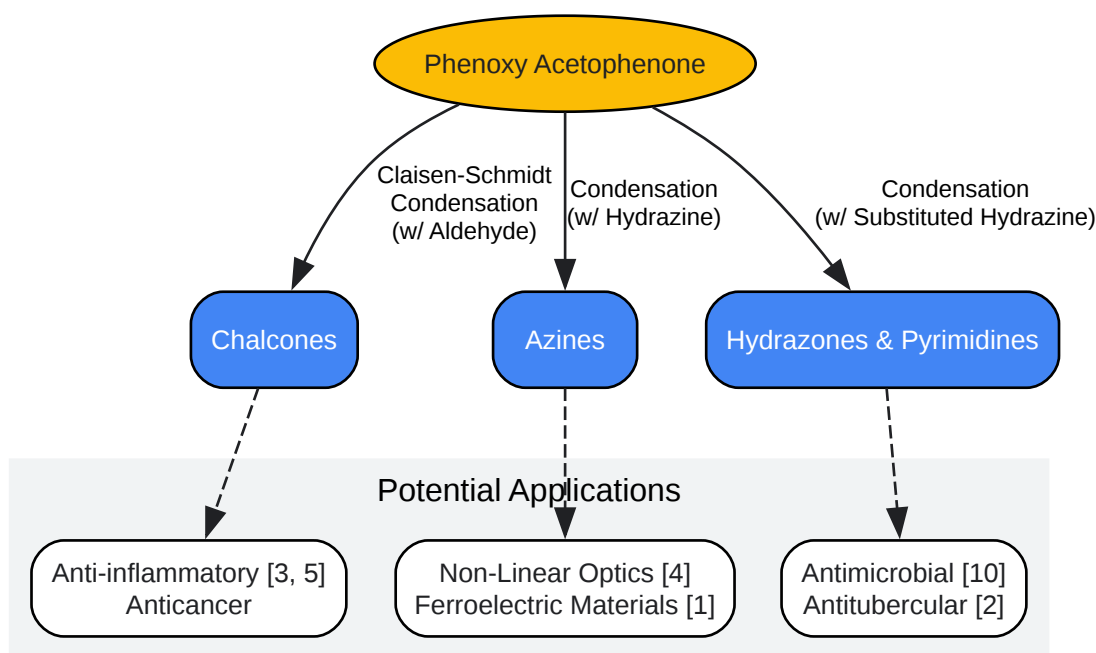 Phenoxy Acetophenone
Claisen-Schmidt
Condensation
(w/ Aldehyde)
Condensation
(w/ Hydrazine)
Condensation
(w/ Substituted Hydrazine)
Chalcones
Azines
Hydrazones & Pyrimidines
Potential Applications
Anti-inflammatory [3, 5]
Anticancer
Non-Linear Optics [4]
Ferroelectric Materials [1]
Antimicrobial [10]
Antitubercular [2]